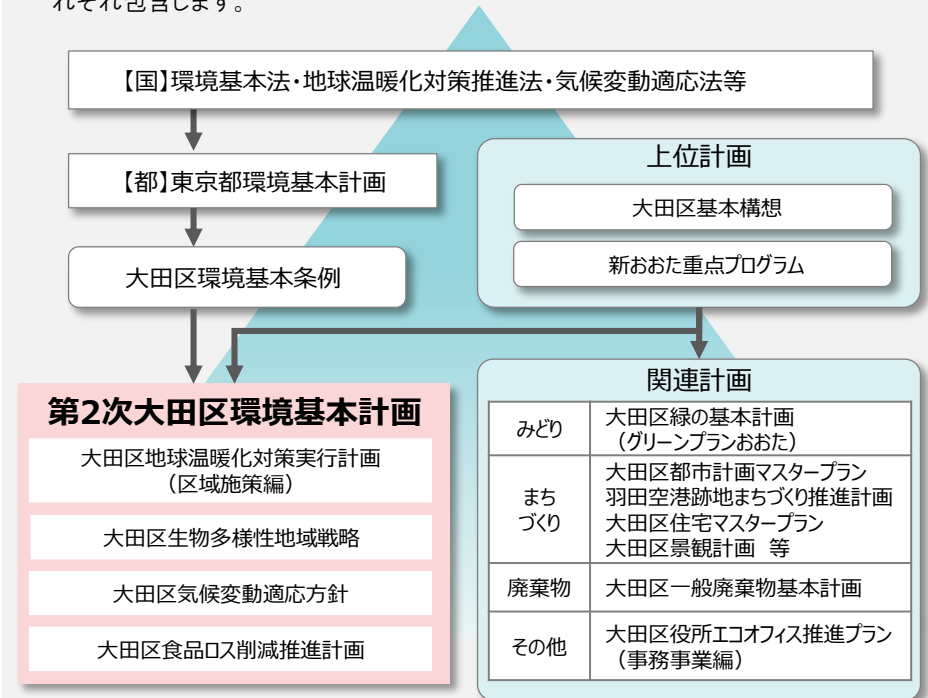 れぞれ包含します。
【国】環境基本法・地球温暖化対策推進法・気候変動適応法等
【都】東京都環境基本計画
大田区環境基本条例
上位計画
大田区基本構想
新おおた重点プログラム
第2次大田区環境基本計画
大田区地球温暖化対策実行計画
(区域施策編)
大田区生物多様性地域戦略
大田区気候変動適応方針
大田区食品ロス削減推進計画
関連計画
みどり
大田区緑の基本計画
(グリーンプランおおた)
まち
づくり
大田区都市計画マスタープラン
羽田空港跡地まちづくり推進計画
大田区住宅マスタープラン
大田区景観計画 等
廃棄物
大田区一般廃棄物基本計画
その他
大田区役所エコオフィス推進プラン
(事務事業編)